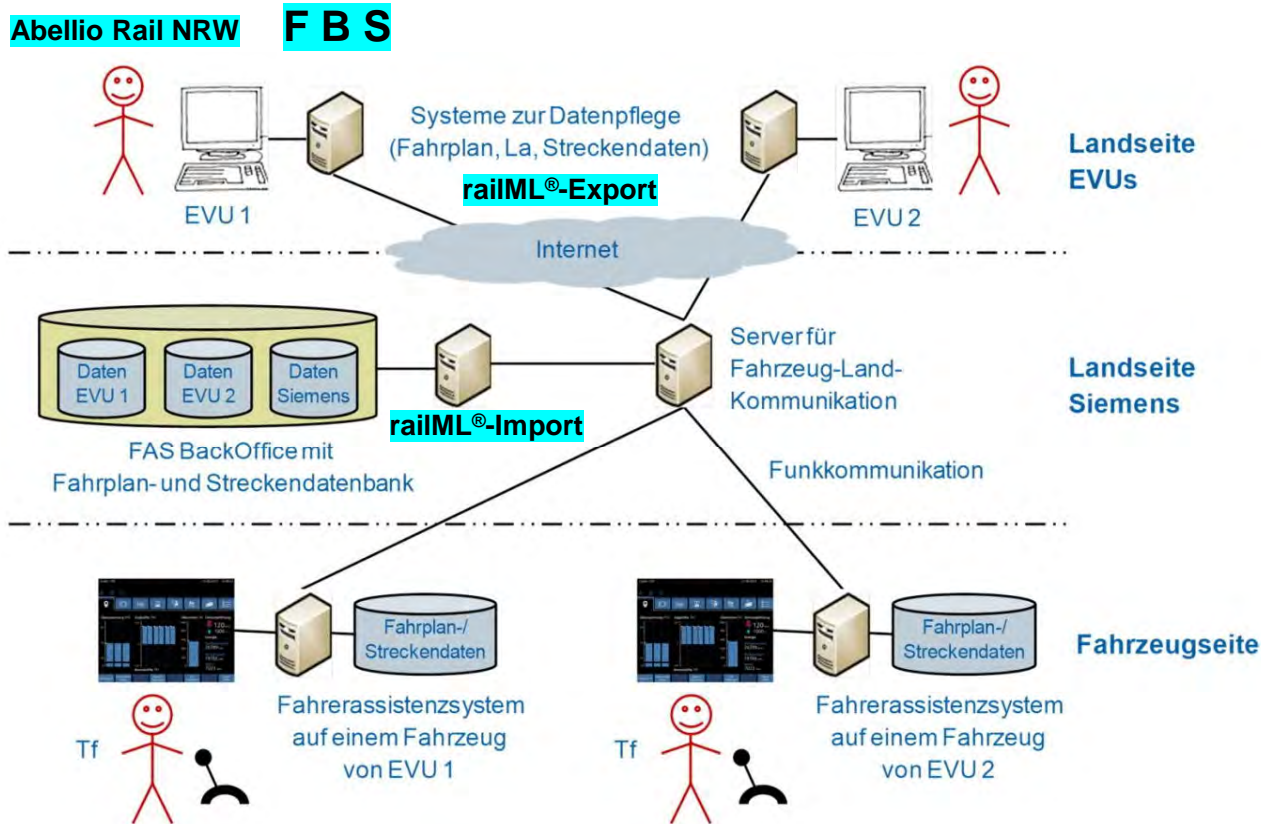 Abellio Rail NRW
F B S
Systeme zur Datenpflege
(Fahrplan, La, Streckendaten)
railML®-Export
EVU 1
EVU 2
Landseite
EVUs
Internet
Daten
EVU 1
Daten
EVU 2
Daten
Siemens
FAS BackOffice mit
Fahrplan- und Streckendatenbank
railML®-Import
Server für
Fahrzeug-Land-
Kommunikation
Landseite
Siemens
Funkkommunikation
Fahrplan-/
Streckendaten
Fahrerassistenzsystem
auf einem Fahrzeug
von EVU 1
Tf
Fahrplan-/
Streckendaten
Fahrerassistenzsystem
auf einem Fahrzeug
von EVU 2
Tf
Fahrzeugseite